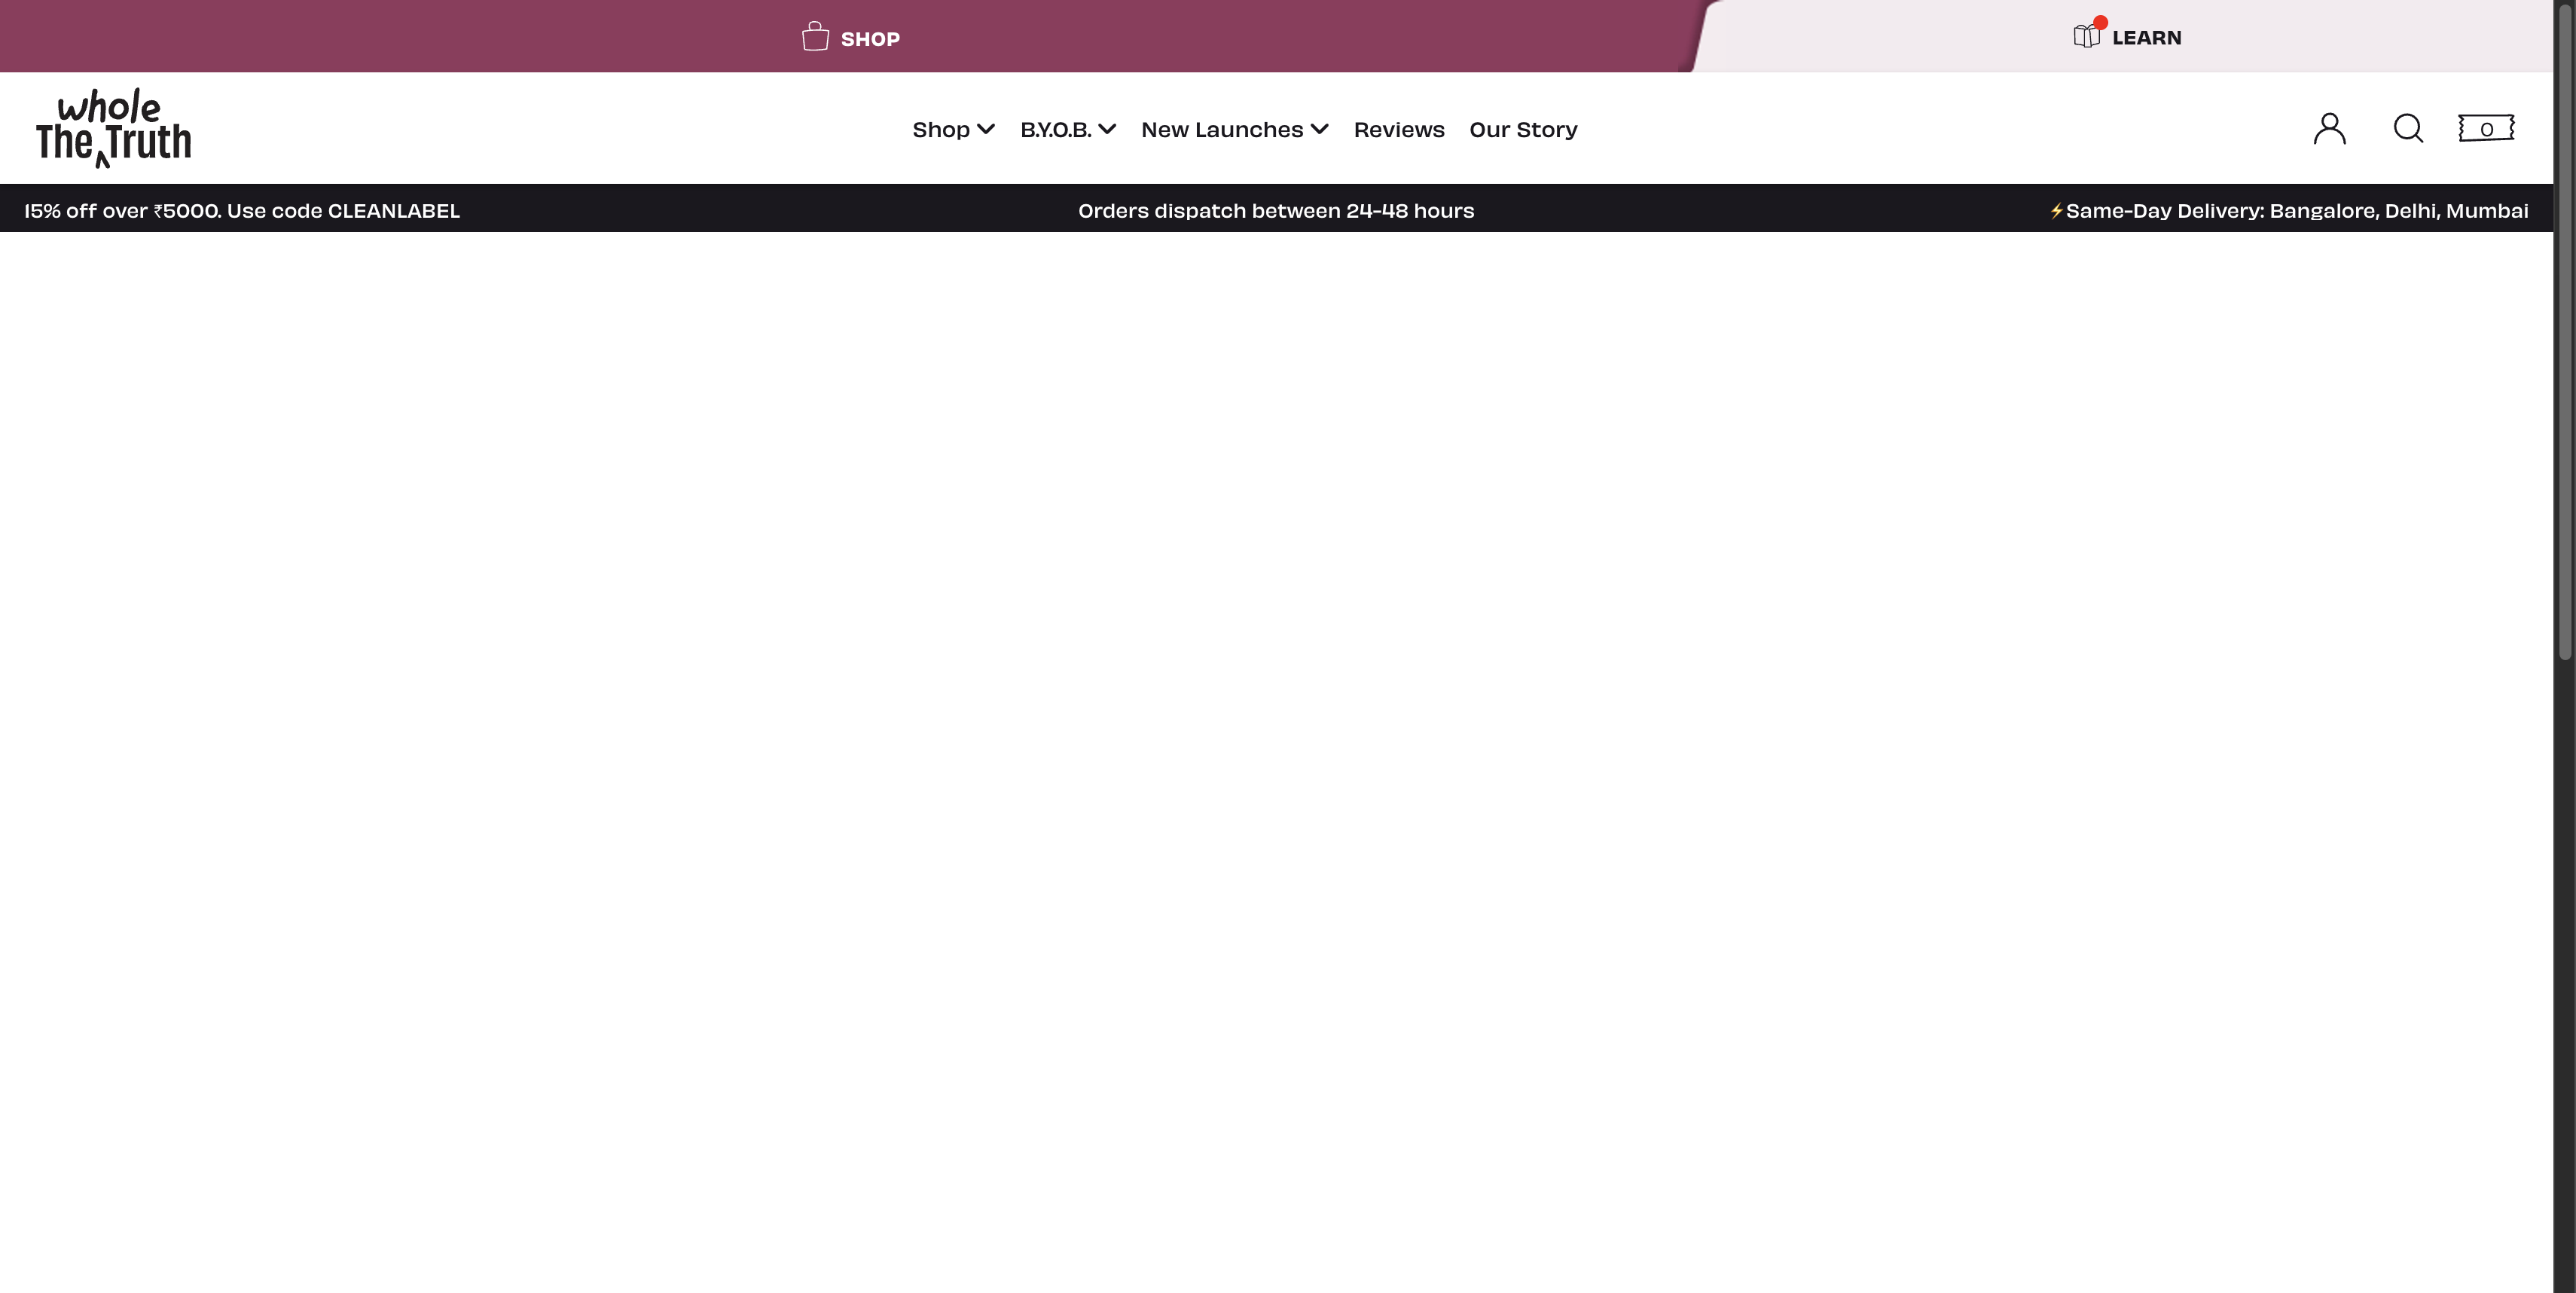 SHOP
LEARN
whole
The Truth
Shop
B.Y.O.B.
New Launches
Reviews
Our Story
0
15% off over ₹5000. Use code CLEANLABEL
Orders dispatch between 24-48 hours
⚡Same-Day Delivery: Bangalore, Delhi, Mumbai